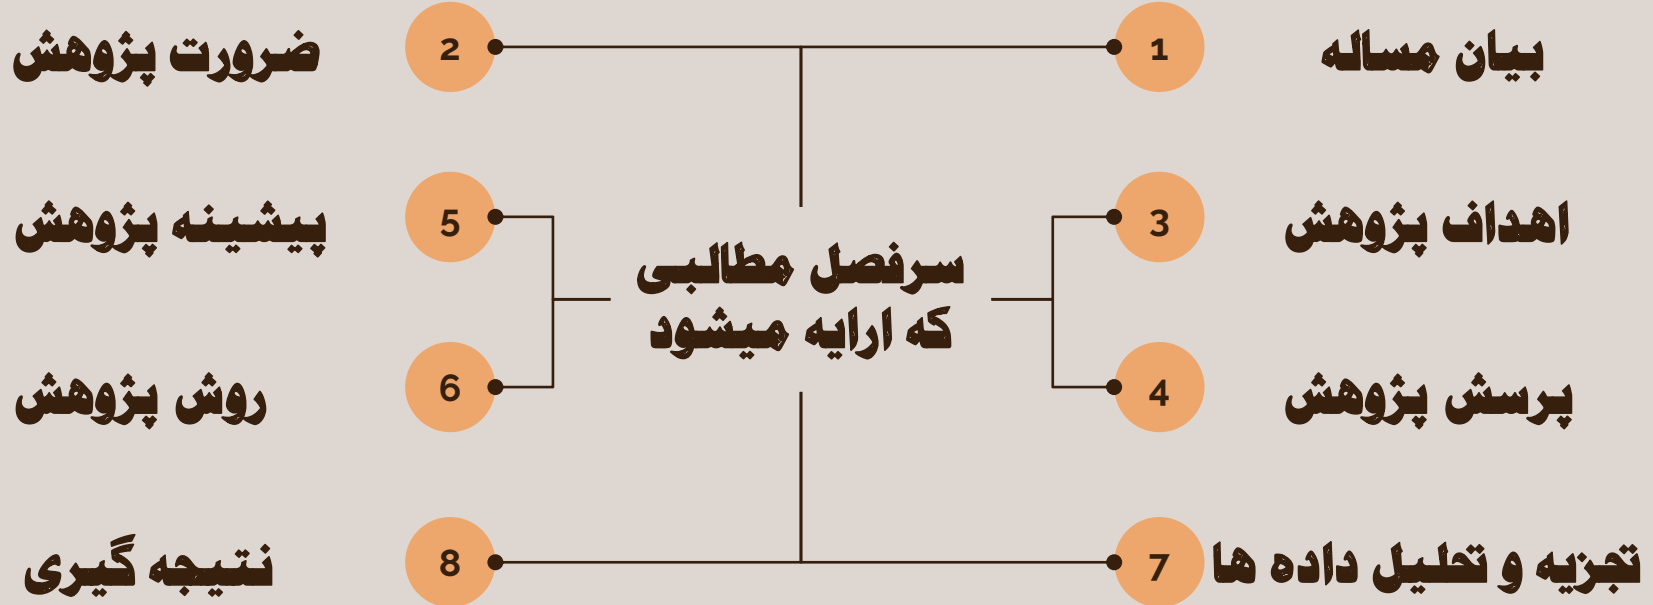 1 بیان مساله
2 ضرورت پژوهش
3 اهداف پژوهش
5 پیشینه پژوهش
سرفصل مطالبی
که ارایه میشود
4 پرسش پژوهش
6 روش پژوهش
7 تجزیه و تحلیل داده ها
8 نتیجه گیری